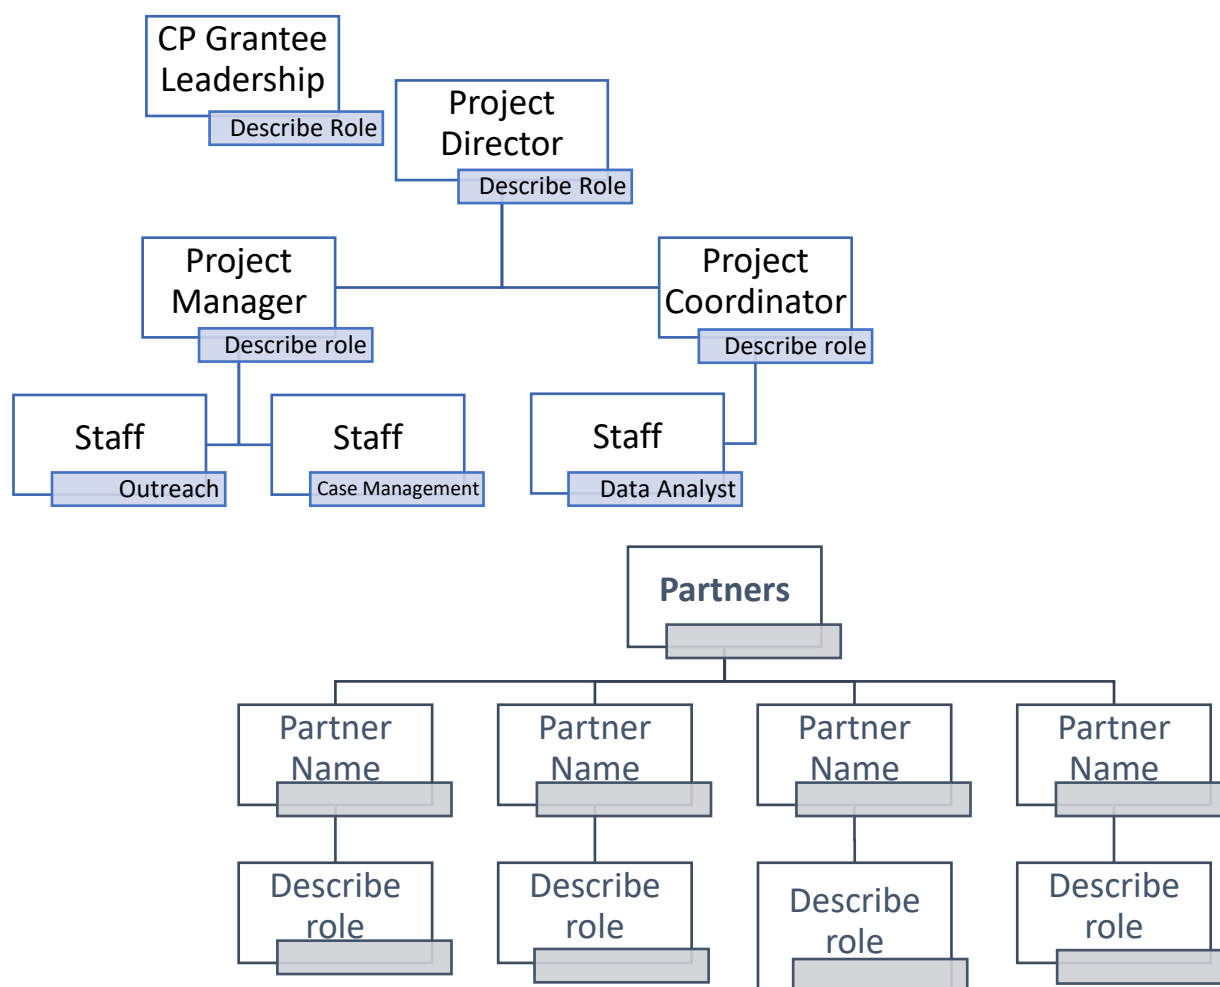 CP Grantee
Leadership
Describe Role
Project
Director
Describe Role
Project
Manager
Describe role
Project
Coordinator
Describe role
Staff
Outreach
Staff
Case Management
Staff
Data Analyst
Partners
Partner
Name
Partner
Name
Partner
Name
Partner
Name
Describe
role
Describe
role
Describe
role
Describe
role